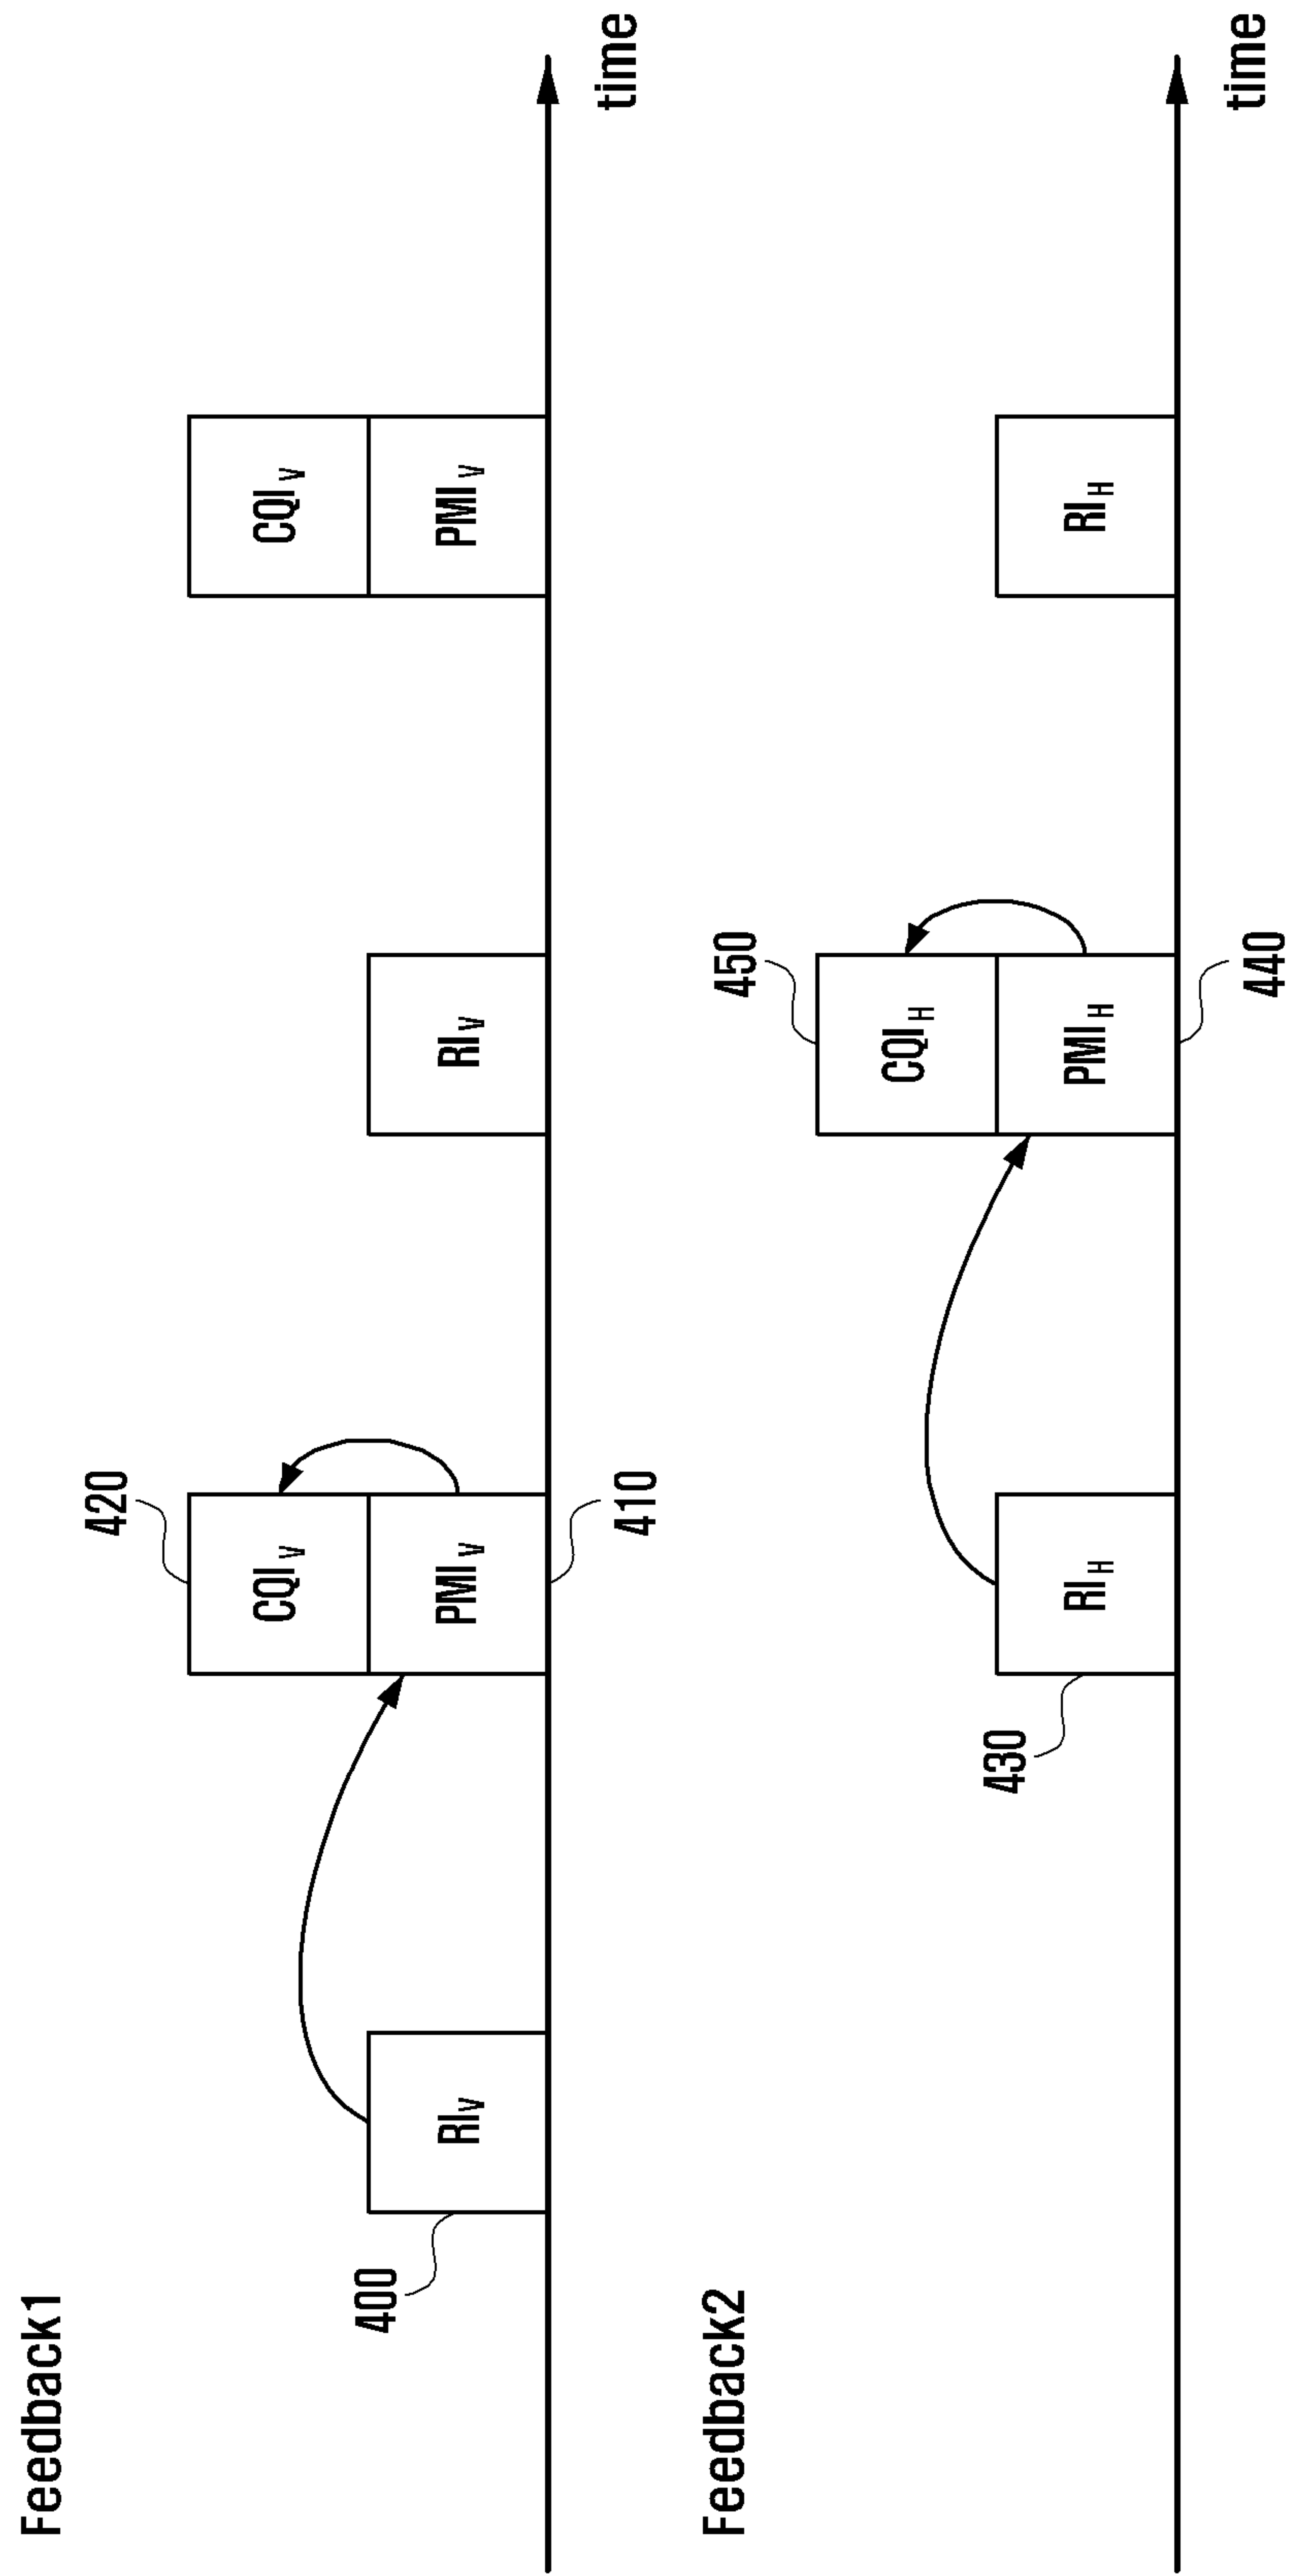 Feedback1
420
CQIV
CQIV
400
RIV
PMIV
RIV
PMIV
410
time
Feedback2
450
CQIH
430
RIH
PMIH
RIH
440
time